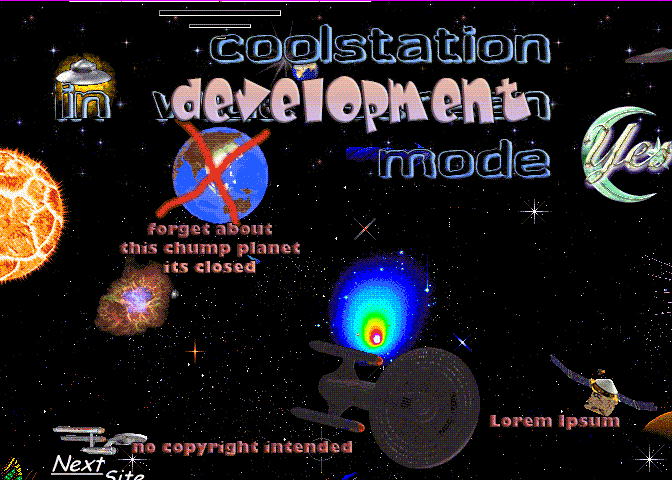 coolstation
in
development
mode
Yes
forget about
this chump planet
its closed
Lorem Ipsum
no copyright intended
Next
Site